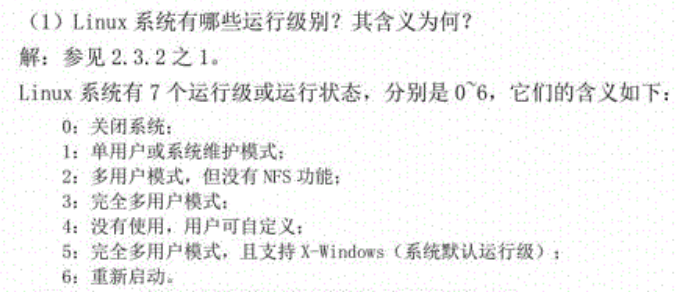 （1）Linux 系统有哪些运行级别？其含义为何？
解：参见 2.3.2 之 1。
Linux 系统有 7 个运行级或运行状态，分别是 0~6，它们的含义如下：
0：关闭系统；
1：单用户或系统维护模式；
2：多用户模式，但没有 NFS 功能；
3：完全多用户模式；
4：没有使用，用户可自定义；
5：完全多用户模式，且支持 X-Windows（系统默认运行级）；
6：重新启动。